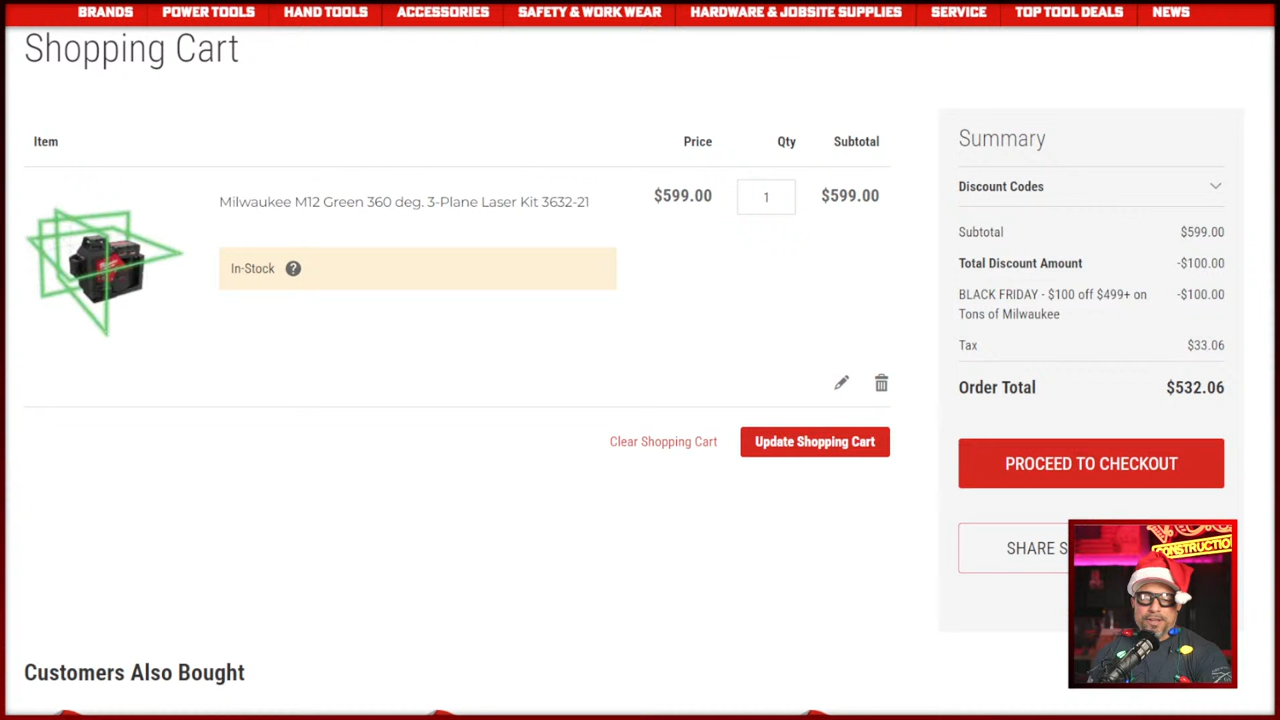 BRANDS POWER TOOLS HAND TOOLS ACCESSORIES SAFETY & WORK WEAR HARDWARE & JOBSITE SUPPLIES SERVICE TOP TOOL DEALS NEWS
Shopping Cart
Item Price Qty Subtotal
Milwaukee M12 Green 360 deg. 3-Plane Laser Kit 3632-21 $599.00 1 $599.00
In-Stock ?
Clear Shopping Cart Update Shopping Cart
Summary
Discount Codes
Subtotal $599.00
Total Discount Amount -$100.00
BLACK FRIDAY - $100 off $499+ on -$100.00
Tons of Milwaukee
Tax $33.06
Order Total $532.06
PROCEED TO CHECKOUT
SHARE S
CONSTRUCTION
Customers Also Bought